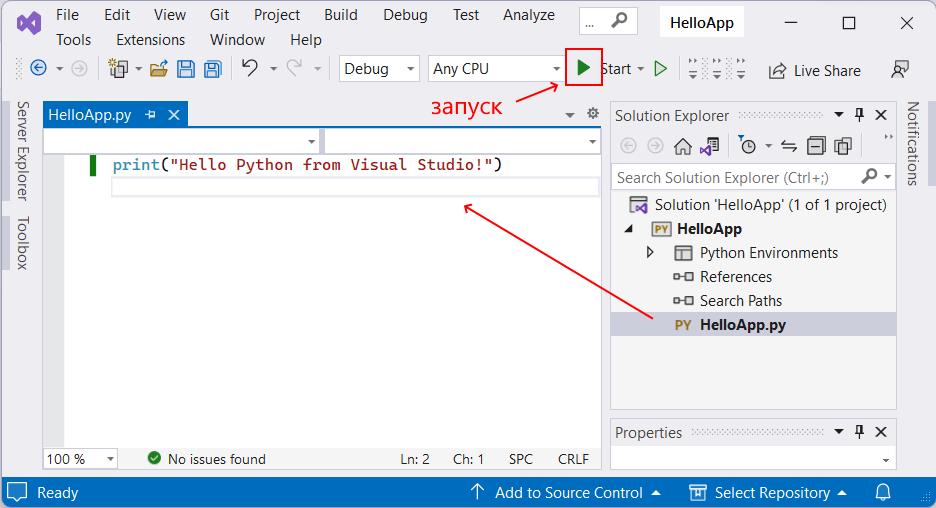 File Edit View Git Project Build Debug Test Analyze ... HelloApp
Tools Extensions Window Help
Debug Any CPU Start Live Share
запуск
Server Explorer
Toolbox
HelloApp.py
print("Hello Python from Visual Studio!")
100 % No issues found Ln: 2 Ch: 1 SPC CRLF
Solution Explorer
Search Solution Explorer (Ctrl+;)
Solution 'HelloApp' (1 of 1 project)
PY HelloApp
Python Environments
References
Search Paths
PY HelloApp.py
Properties
Notifications
Ready Add to Source Control Select Repository